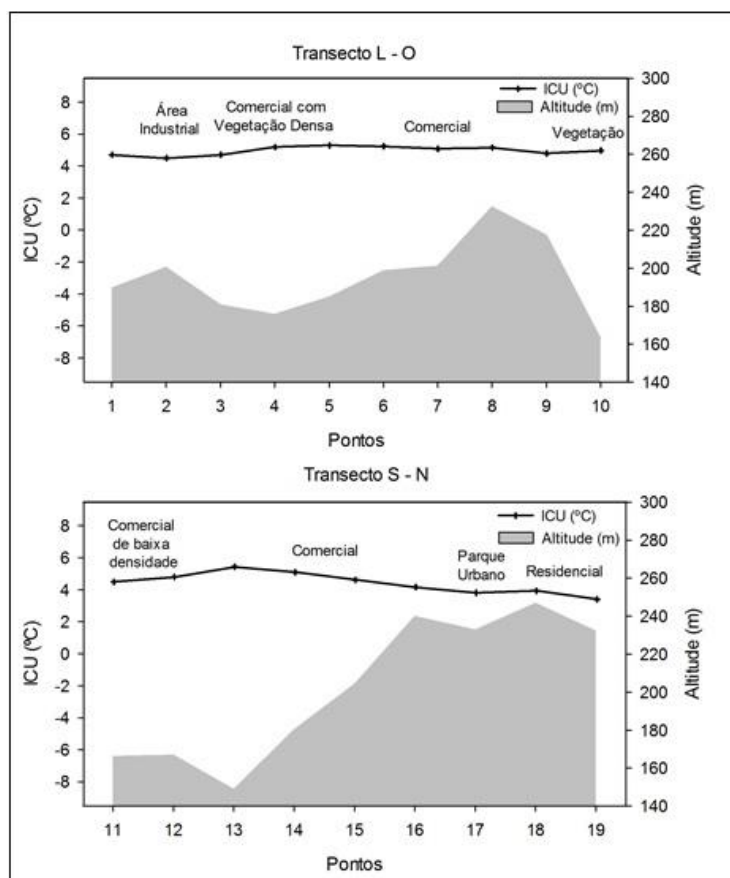 Transecto L - O
ICU (ºC)
Altitude (m)
Área
Industrial
Comercial com
Vegetação Densa
Comercial
Vegetação
8
6
4
2
0
-2
-4
-6
-8
ICU (ºC)
300
280
260
240
220
200
180
160
140
Altitude (m)
1 2 3 4 5 6 7 8 9 10
Pontos
Transecto S - N
ICU (ºC)
Altitude (m)
Comercial
de baixa
densidade
Comercial
Parque
Urbano
Residencial
8
6
4
2
0
-2
-4
-6
-8
ICU (ºC)
300
280
260
240
220
200
180
160
140
Altitude (m)
11 12 13 14 15 16 17 18 19
Pontos